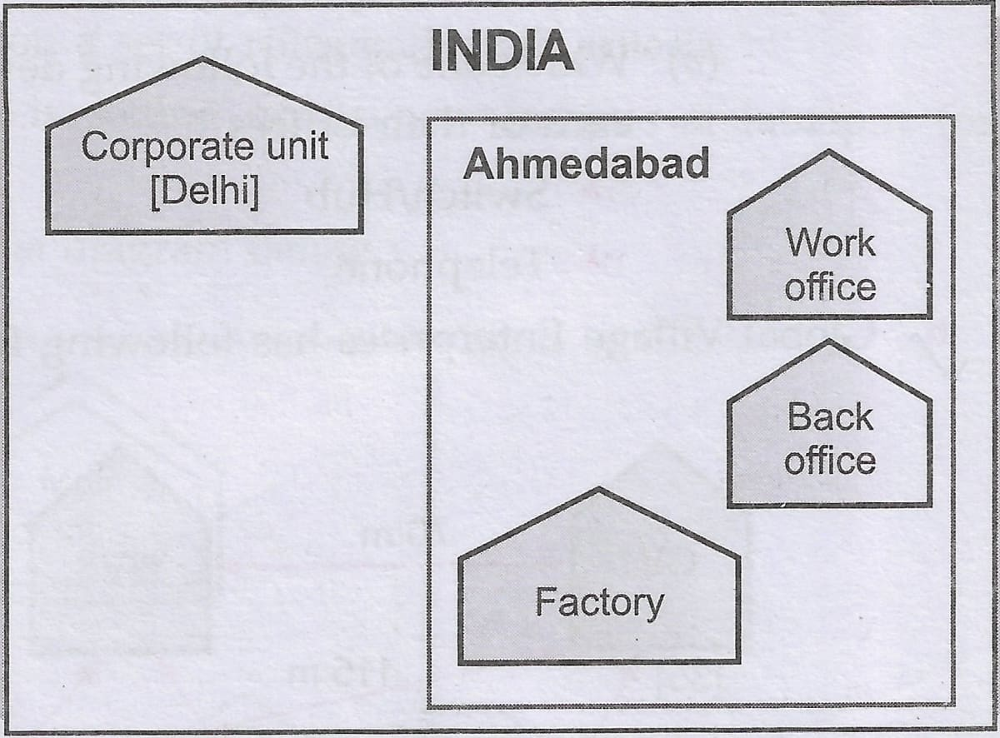 INDIA
Corporate unit
[Delhi]
Ahmedabad
Work
office
Back
office
Factory